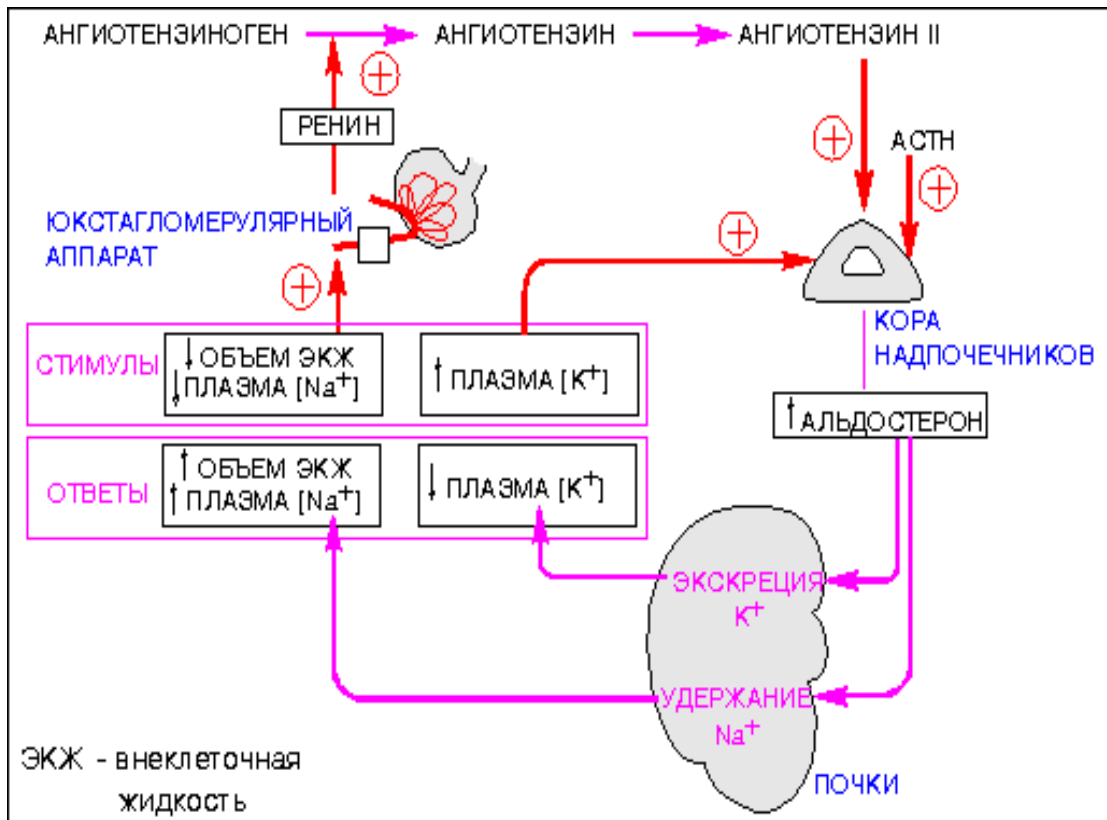 АНГИОТЕНЗИНОГЕН
АНГИОТЕНЗИН
АНГИОТЕНЗИН II
РЕНИН
АСТН
ЮКСТАГЛОМЕРУЛЯРНЫЙ
АППАРАТ
КОРА
НАДПОЧЕЧНИКОВ
СТИМУЛЫ
↓ ОБЪЕМ ЭКЖ
↓ ПЛАЗМА [Na⁺]
↑ ПЛАЗМА [K⁺]
↑ АЛЬДОСТЕРОН
ОТВЕТЫ
↑ ОБЪЕМ ЭКЖ
↑ ПЛАЗМА [Na⁺]
↓ ПЛАЗМА [K⁺]
ЭКСКРЕЦИЯ
K⁺
УДЕРЖАНИЕ
Na⁺
ПОЧКИ
ЭКЖ - внеклеточная
жидкость